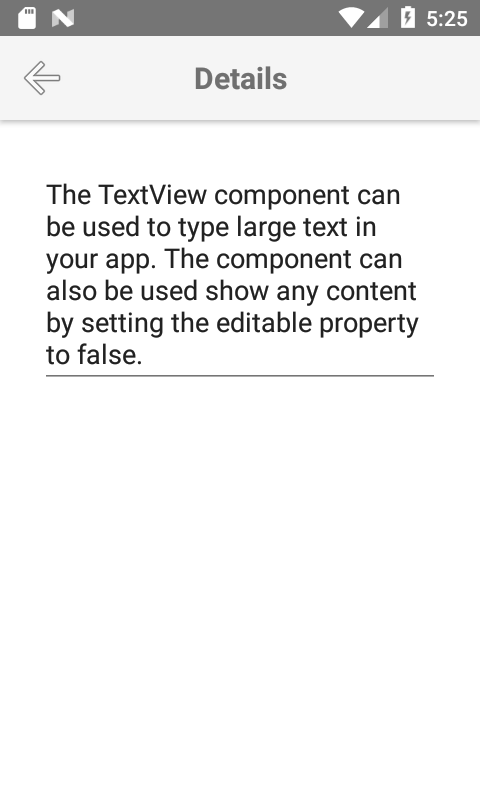 5:25
Details
The TextView component can
be used to type large text in
your app. The component can
also be used show any content
by setting the editable property
to false.